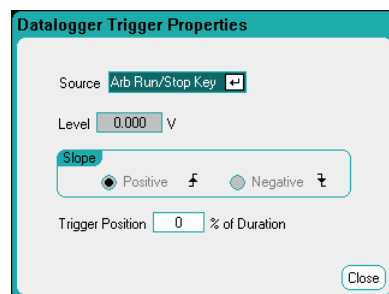 Datalogger Trigger Properties
Source Arb Run/Stop Key
Level 0.000 V
Slope
Positive Negative
Trigger Position 0 % of Duration
Close